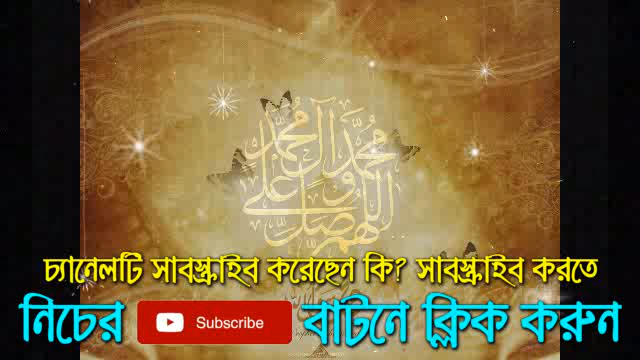 اللهم صل على محمد وآل محمد
চ্যানেলটি সাবস্ক্রাইব করেছেন কি? সাবস্ক্রাইব করতে
নিচের Subscribe বাটনে ক্লিক করুন